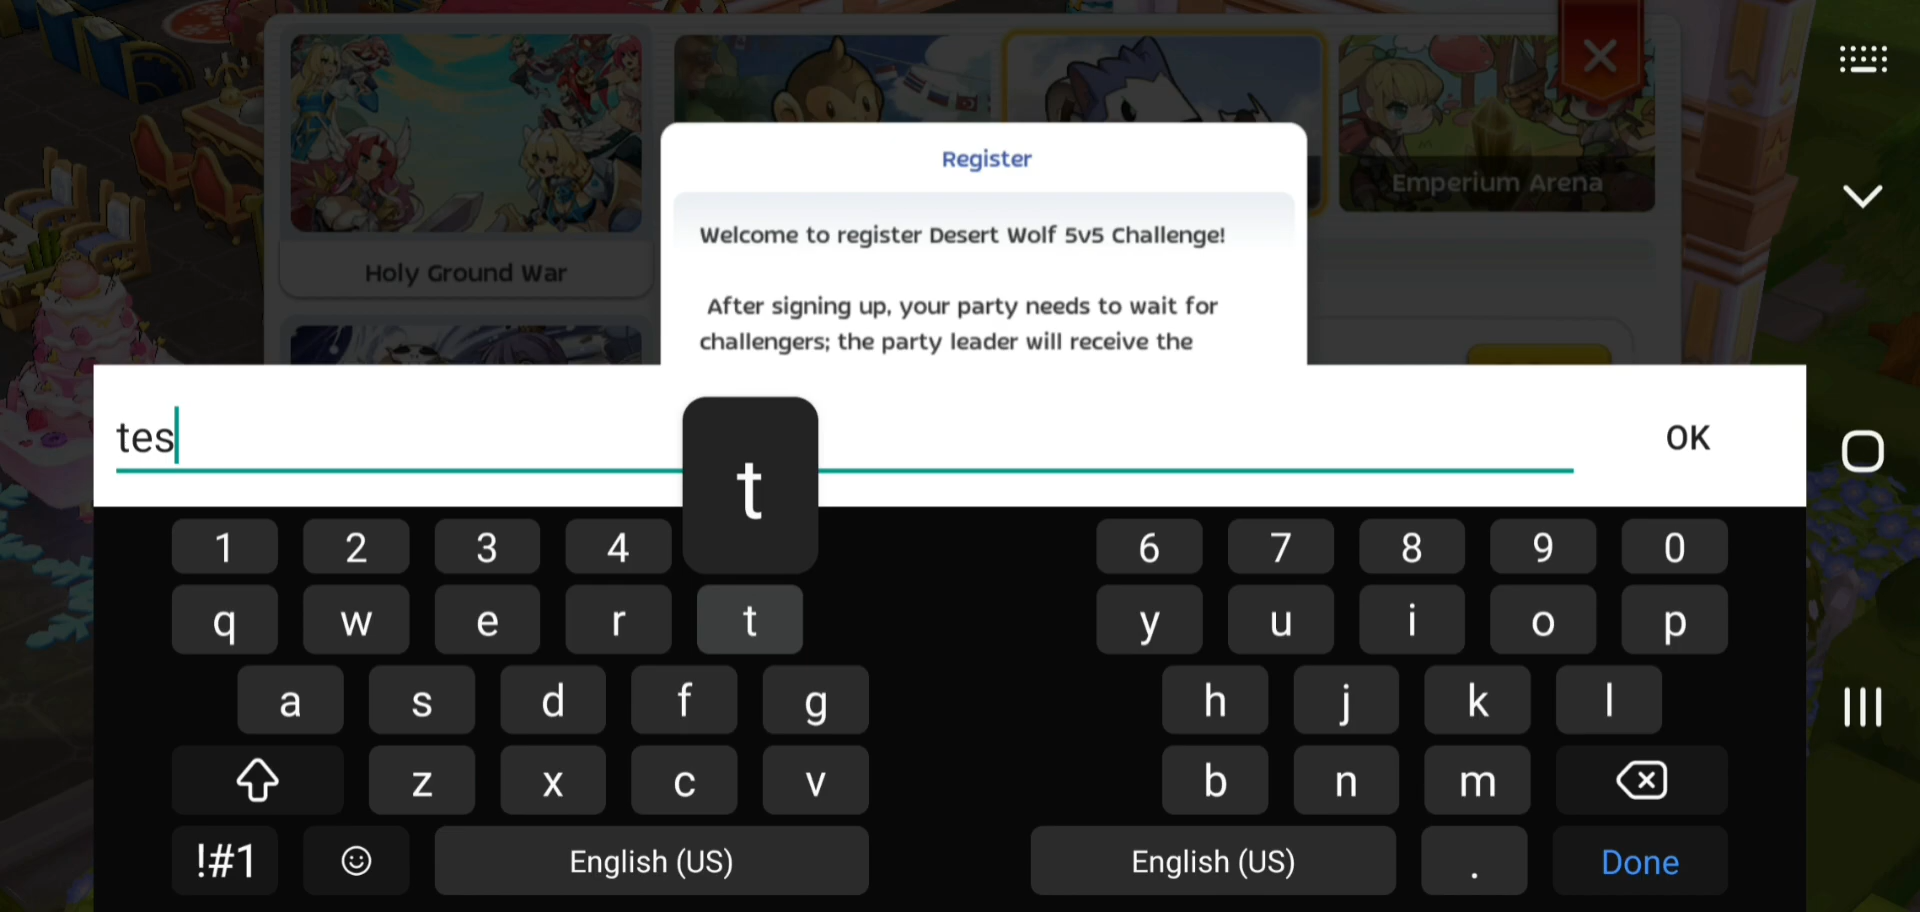 Emperium Arena
Holy Ground War
Register
Welcome to register Desert Wolf 5v5 Challenge!
After signing up, your party needs to wait for
challengers; the party leader will receive the
tes
OK
t
1 2 3 4 6 7 8 9 0
q w e r t y u i o p
a s d f g h j k l
z x c v b n m
!#1 English (US) English (US) . Done